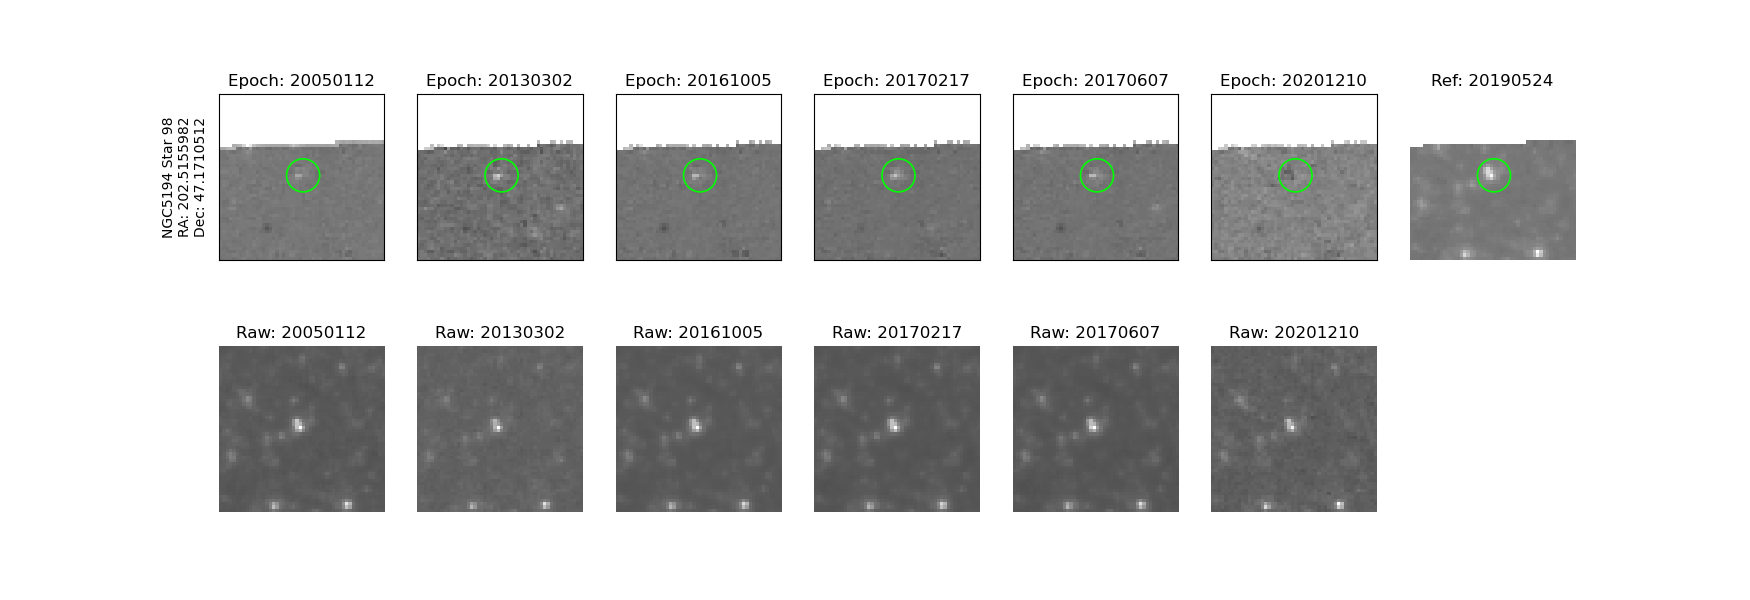 Epoch: 20050112
Epoch: 20130302
Epoch: 20161005
Epoch: 20170217
Epoch: 20170607
Epoch: 20201210
Ref: 20190524
NGC5194 Star 98
RA: 202.5155982
Dec: 47.1710512
Raw: 20050112
Raw: 20130302
Raw: 20161005
Raw: 20170217
Raw: 20170607
Raw: 20201210